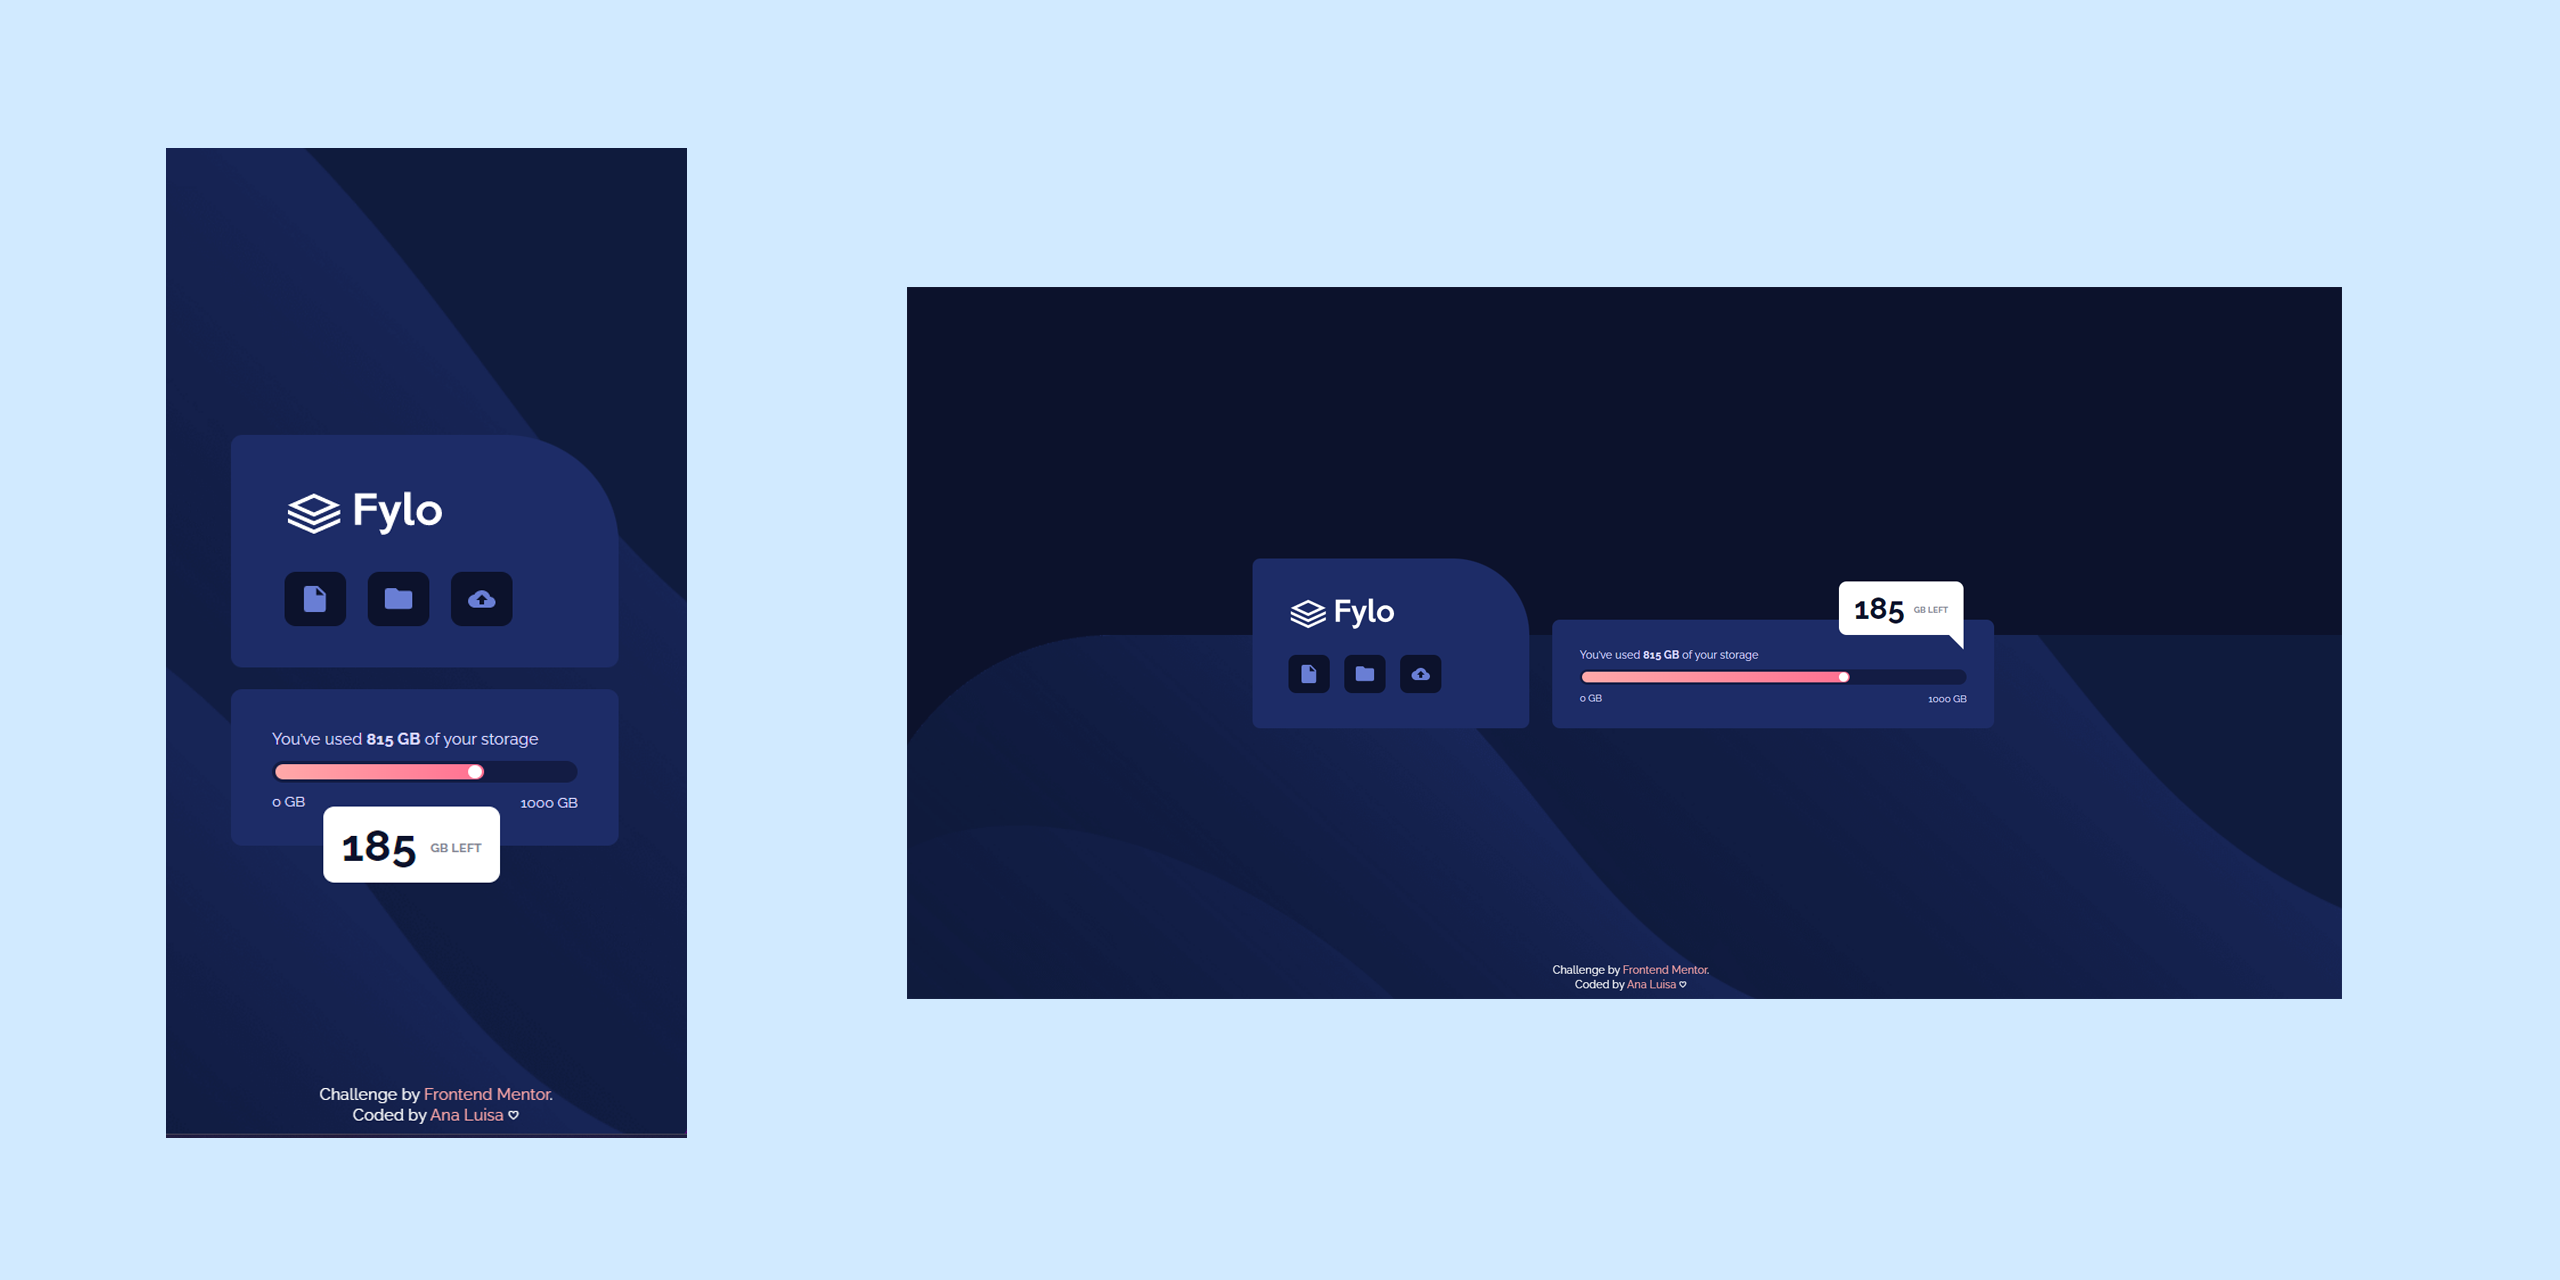 Fylo
You've used 815 GB of your storage
0 GB
1000 GB
185 GB LEFT
Challenge by Frontend Mentor.
Coded by Ana Luisa ♡
Fylo
185 GB LEFT
You've used 815 GB of your storage
0 GB
1000 GB
Challenge by Frontend Mentor.
Coded by Ana Luisa ♡